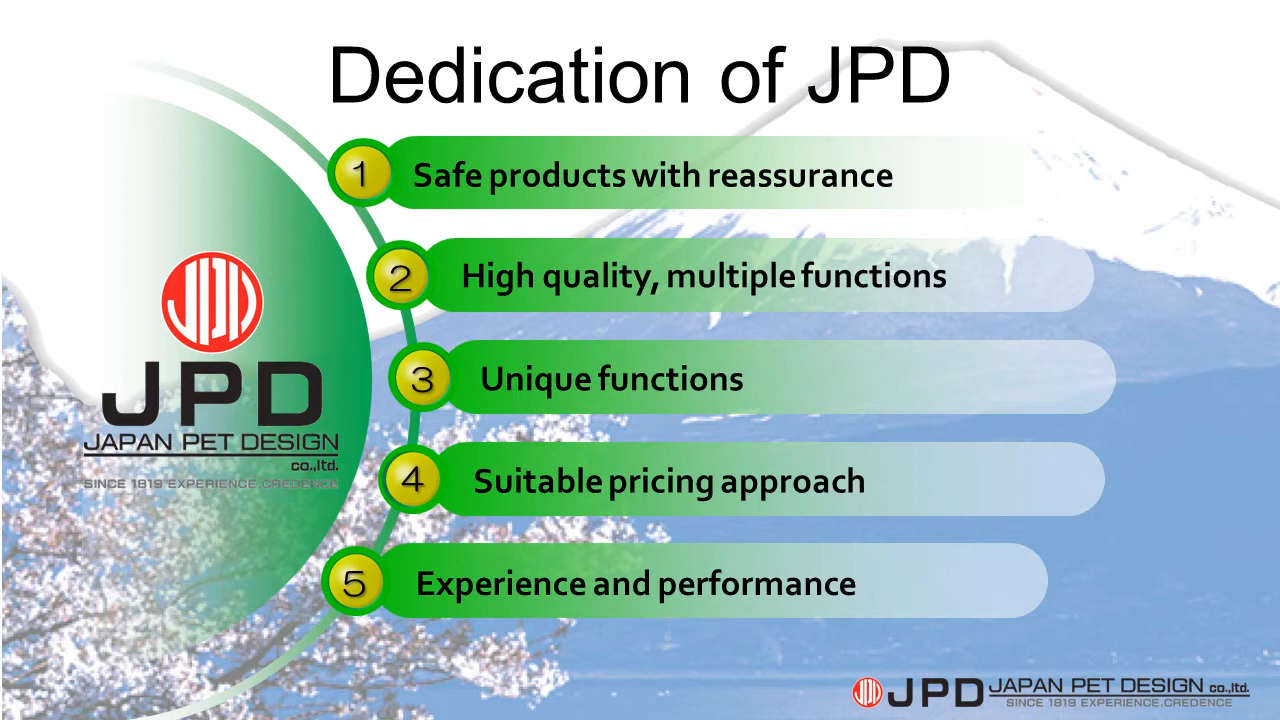 Dedication of JPD
1 Safe products with reassurance
2 High quality, multiple functions
3 Unique functions
4 Suitable pricing approach
5 Experience and performance
JPD
JAPAN PET DESIGN
co.,ltd.
SINCE 1819 EXPERIENCE.CREDENCE
JPD JAPAN PET DESIGN co.,ltd.
SINCE 1819 EXPERIENCE.CREDENCE